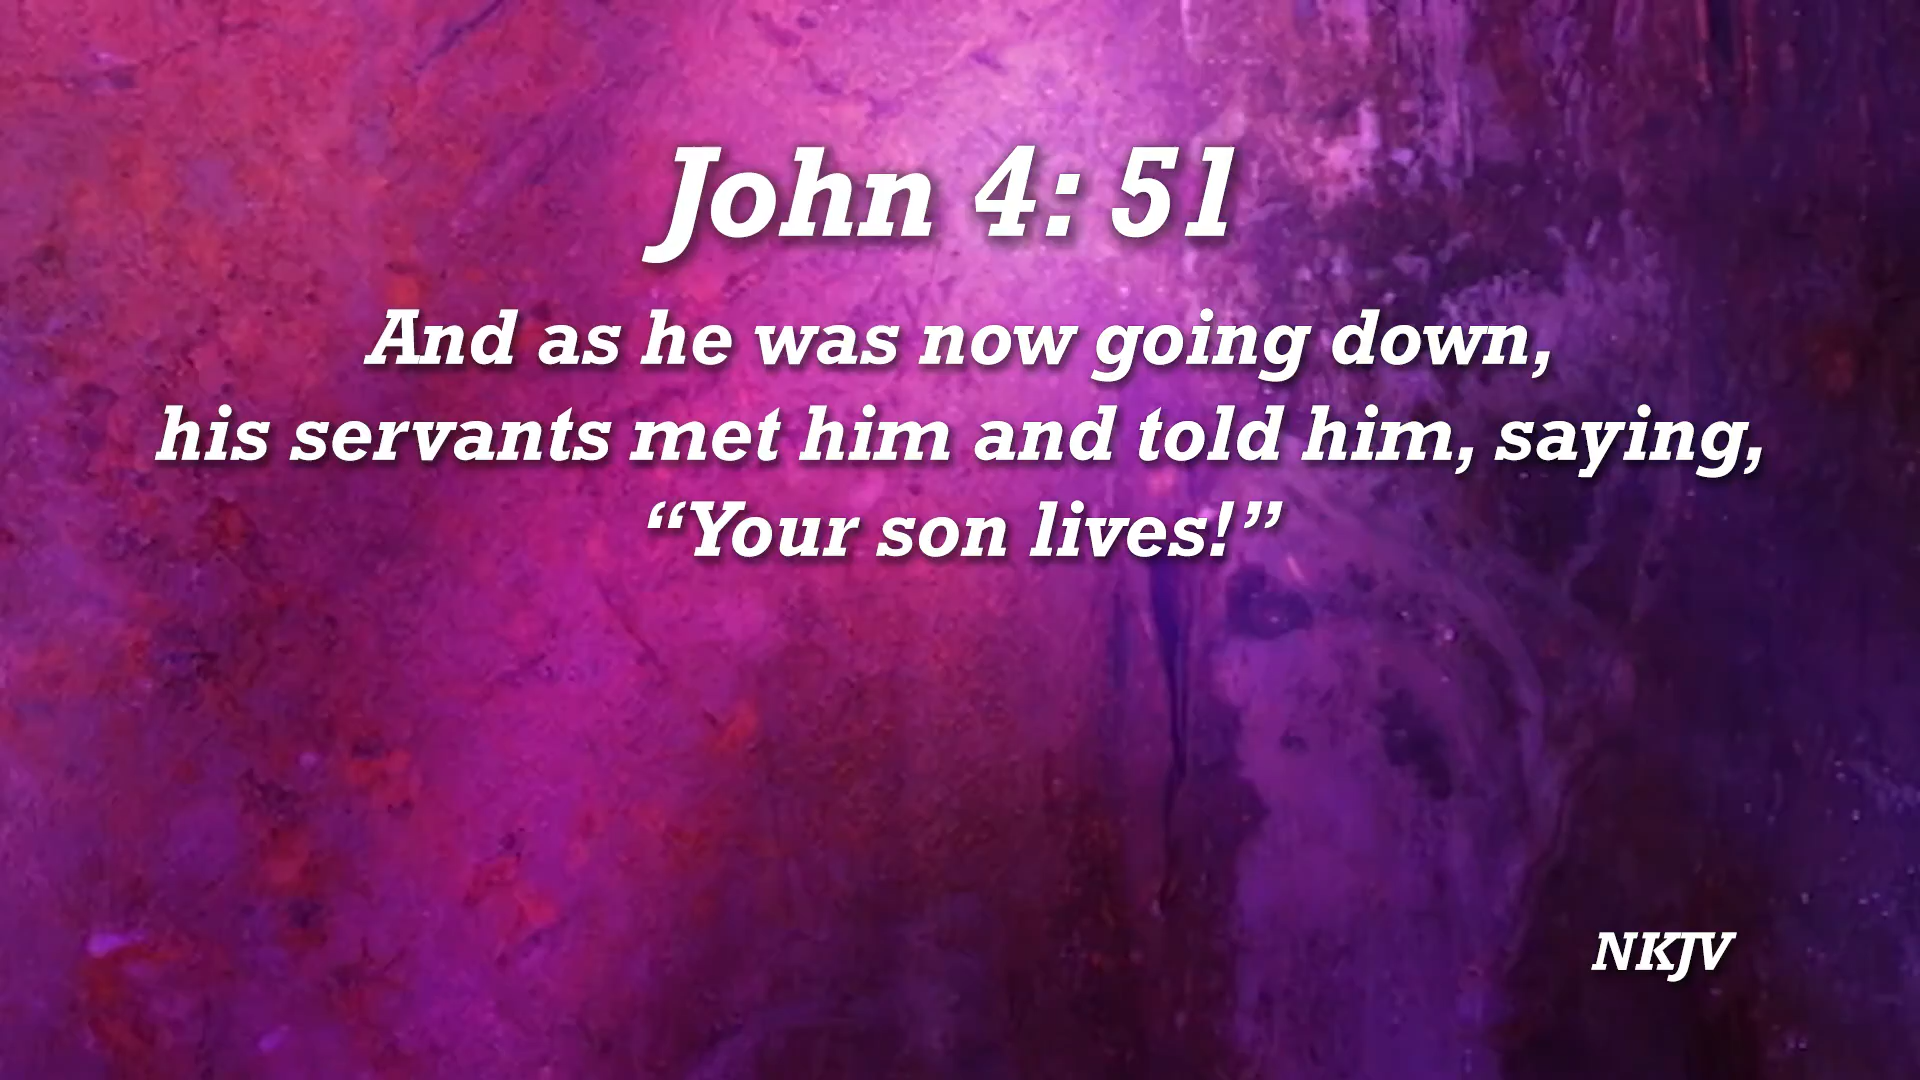 John 4: 51
And as he was now going down,
his servants met him and told him, saying,
“Your son lives!”
NKJV